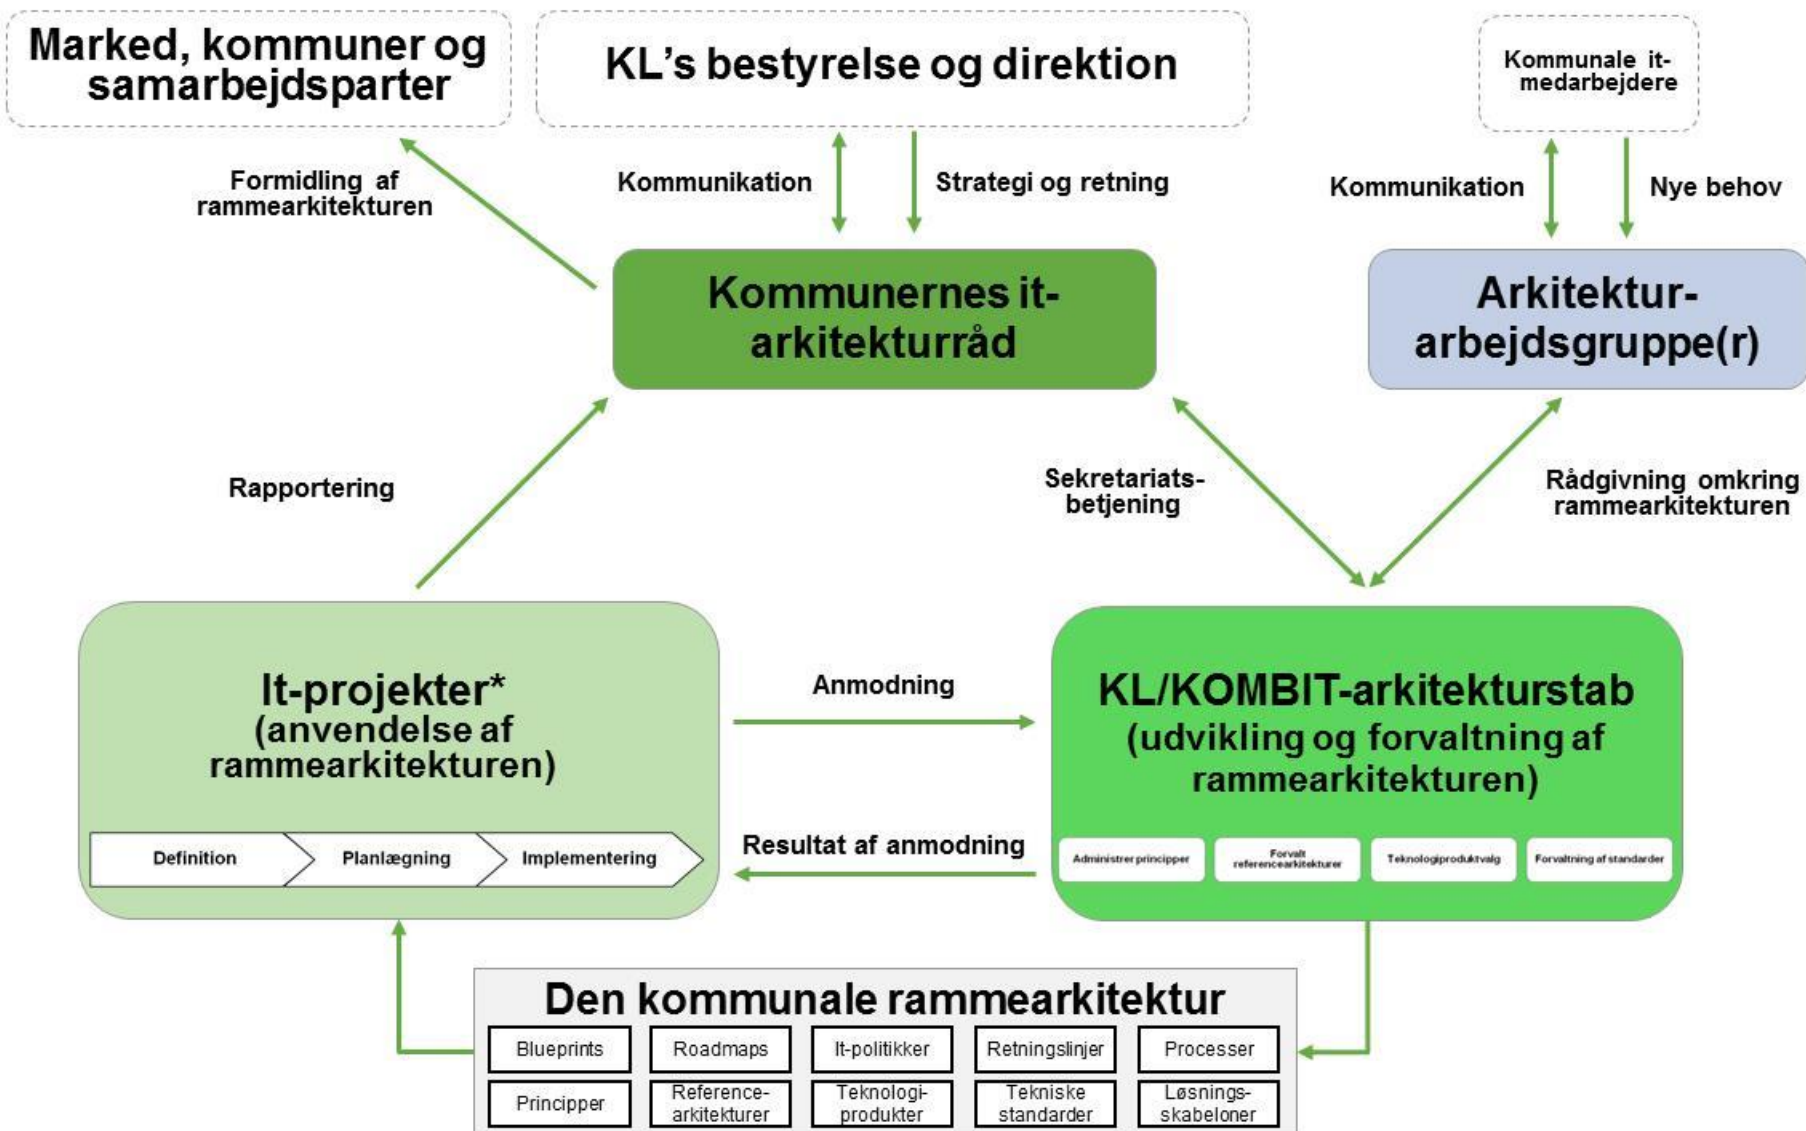 Marked, kommuner og
samarbejdsparter
KL's bestyrelse og direktion
Kommunale it-
medarbejdere
Formidling af
rammearkitekturen
Kommunikation
Strategi og retning
Kommunikation
Nye behov
Kommunernes it-
arkitekturråd
Arkitektur-
arbejdsgruppe(r)
Rapportering
Sekretariats-
betjening
Rådgivning omkring
rammearkitekturen
It-projekter*
(anvendelse af
rammearkitekturen)
Definition
Planlægning
Implementering
Anmodning
Resultat af anmodning
KL/KOMBIT-arkitekturstab
(udvikling og forvaltning af
rammearkitekturen)
Administrer principper
Forvalt
referencearkitekturer
Teknologiproduktvalg
Forvaltning af standarder
Den kommunale rammearkitektur
Blueprints
Roadmaps
It-politikker
Retningslinjer
Processer
Principper
Reference-
arkitekturer
Teknologi-
produkter
Tekniske
standarder
Løsnings-
skabeloner